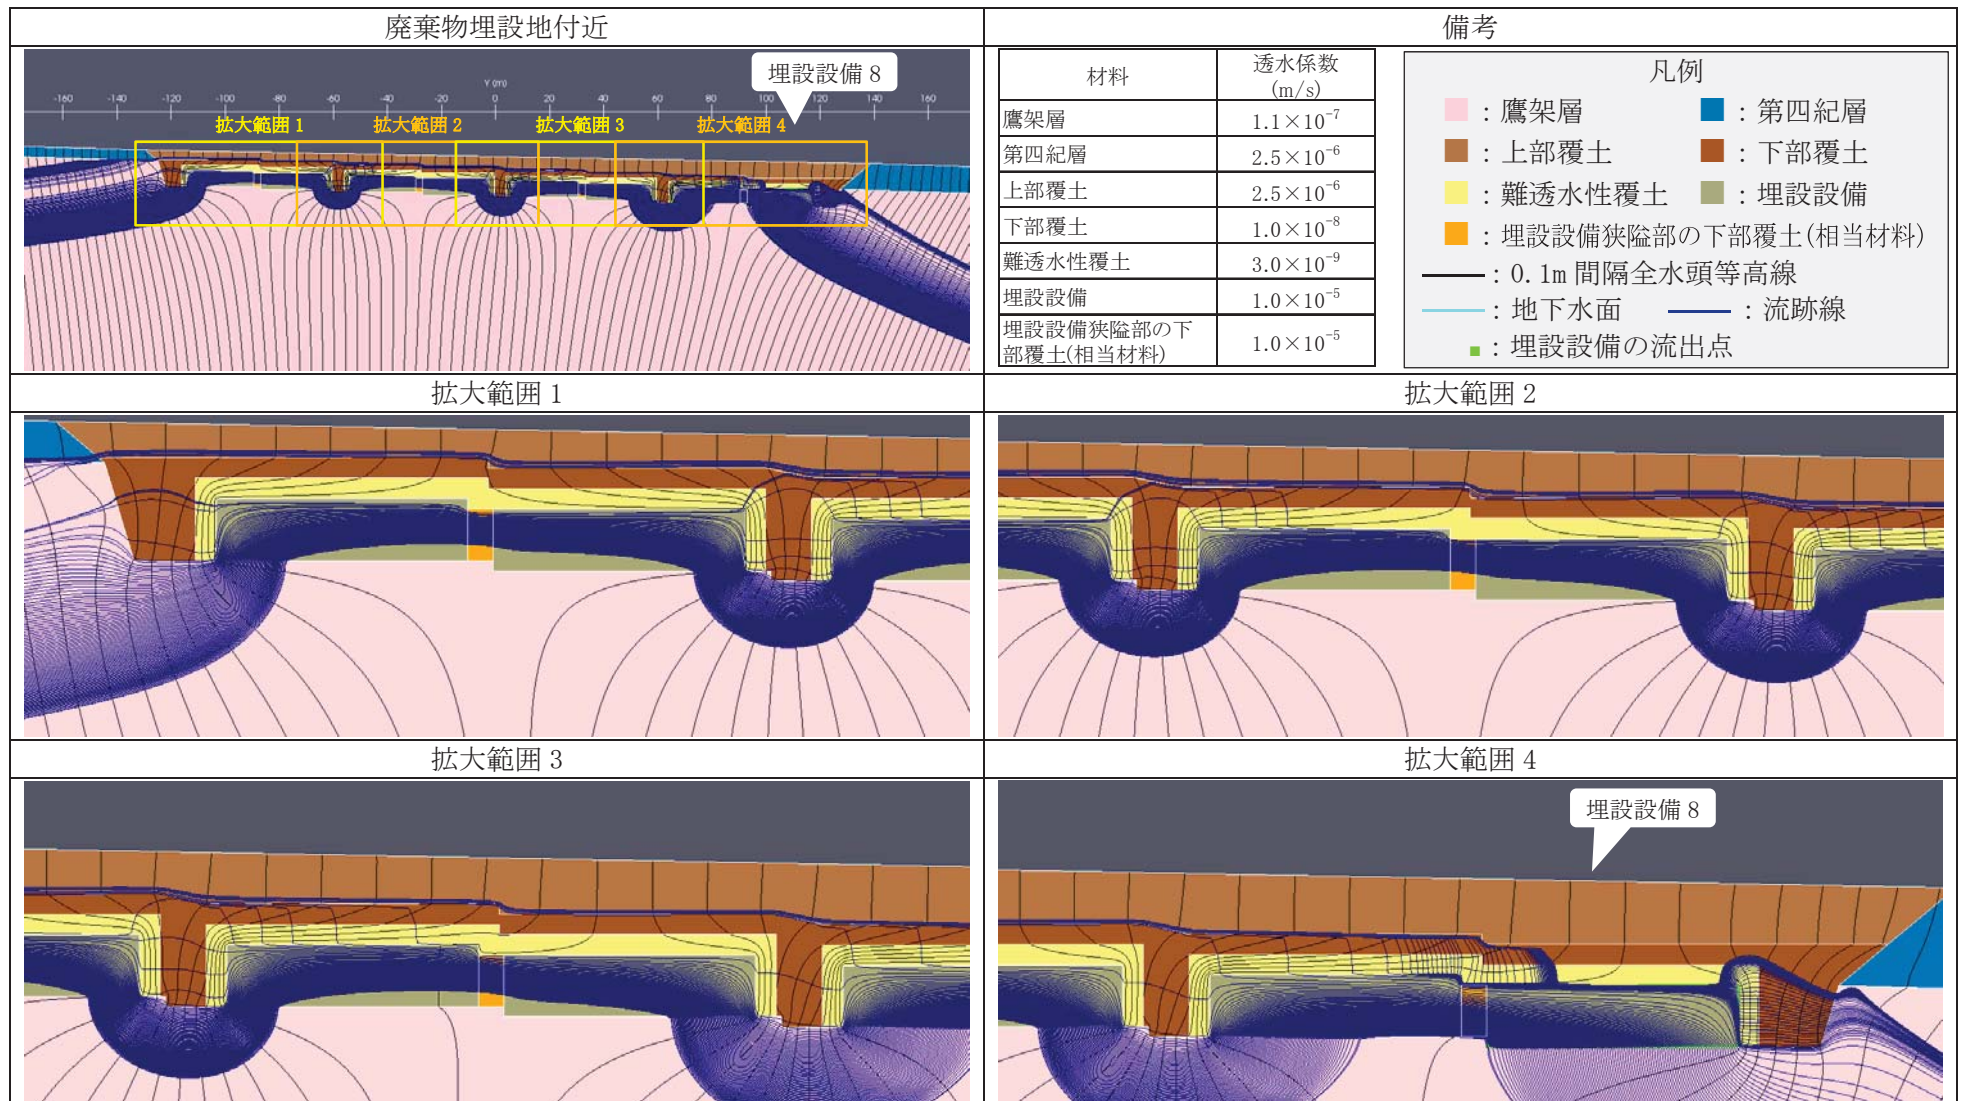 廃棄物埋設地付近
備考
埋設設備 8
Y (m)
-160 -140 -120 -100 -80 -60 -40 -20 0 20 40 60 80 100 120 140 160
拡大範囲 1 拡大範囲 2 拡大範囲 3 拡大範囲 4
材料 透水係数
(m/s)
鷹架層 1.1×10⁻⁷
第四紀層 2.5×10⁻⁶
上部覆土 2.5×10⁻⁶
下部覆土 1.0×10⁻⁸
難透水性覆土 3.0×10⁻⁹
埋設設備 1.0×10⁻⁵
埋設設備狭隘部の下
部覆土(相当材料) 1.0×10⁻⁵
凡例
：鷹架層 ：第四紀層
：上部覆土 ：下部覆土
：難透水性覆土 ：埋設設備
：埋設設備狭隘部の下部覆土(相当材料)
：0.1m 間隔全水頭等高線
：地下水面 ：流跡線
：埋設設備の流出点
拡大範囲 1
拡大範囲 2
拡大範囲 3
拡大範囲 4
埋設設備 8